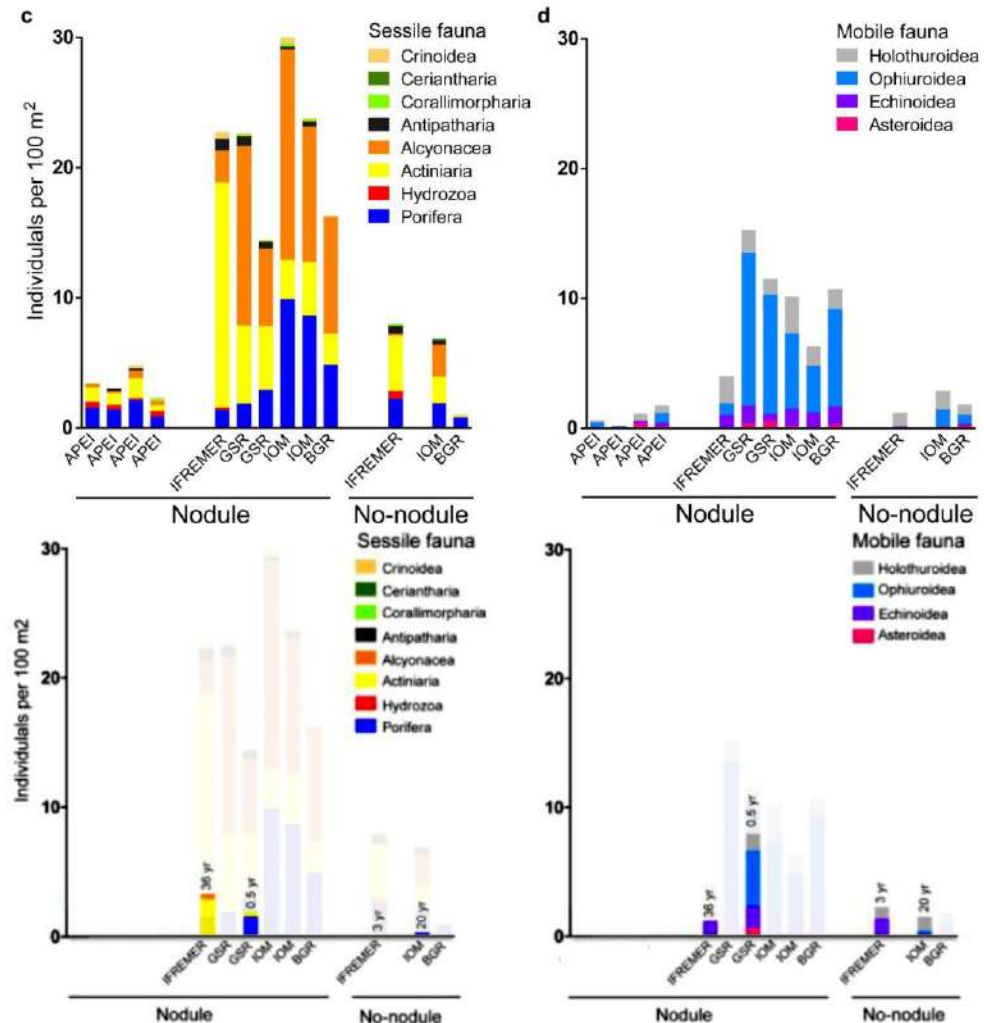 c
Individulals per 100 m2
30
20
10
0
Sessile fauna
Crinoidea
Ceriantharia
Corallimorpharia
Antipatharia
Alcyonacea
Actiniaria
Hydrozoa
Porifera
APEI
APEI
APEI
APEI
IFREMER
GSR
GSR
IOM
IOM
BGR
IFREMER
IOM
BGR
Nodule
No-nodule
d
30
20
10
0
Mobile fauna
Holothuroidea
Ophiuroidea
Echinoidea
Asteroidea
APEI
APEI
APEI
APEI
IFREMER
GSR
GSR
IOM
IOM
BGR
IFREMER
IOM
BGR
Nodule
No-nodule
Individulals per 100 m2
30
20
10
0
Sessile fauna
Crinoidea
Ceriantharia
Corallimorpharia
Antipatharia
Alcyonacea
Actiniaria
Hydrozoa
Porifera
36 yr
0.5 yr
3 yr
20 yr
IFREMER
GSR
GSR
IOM
IOM
BGR
IFREMER
IOM
BGR
Nodule
No-nodule
30
20
10
0
Mobile fauna
Holothuroidea
Ophiuroidea
Echinoidea
Asteroidea
36 yr
0.5 yr
3 yr
20 yr
IFREMER
GSR
GSR
IOM
IOM
BGR
IFREMER
IOM
BGR
Nodule
No-nodule